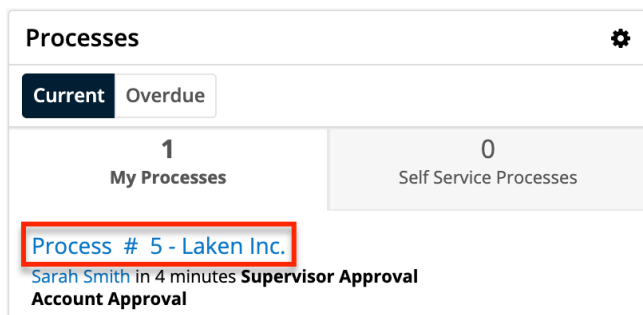 Processes
Current Overdue
1 0
My Processes Self Service Processes
Process # 5 - Laken Inc.
Sarah Smith in 4 minutes Supervisor Approval
Account Approval